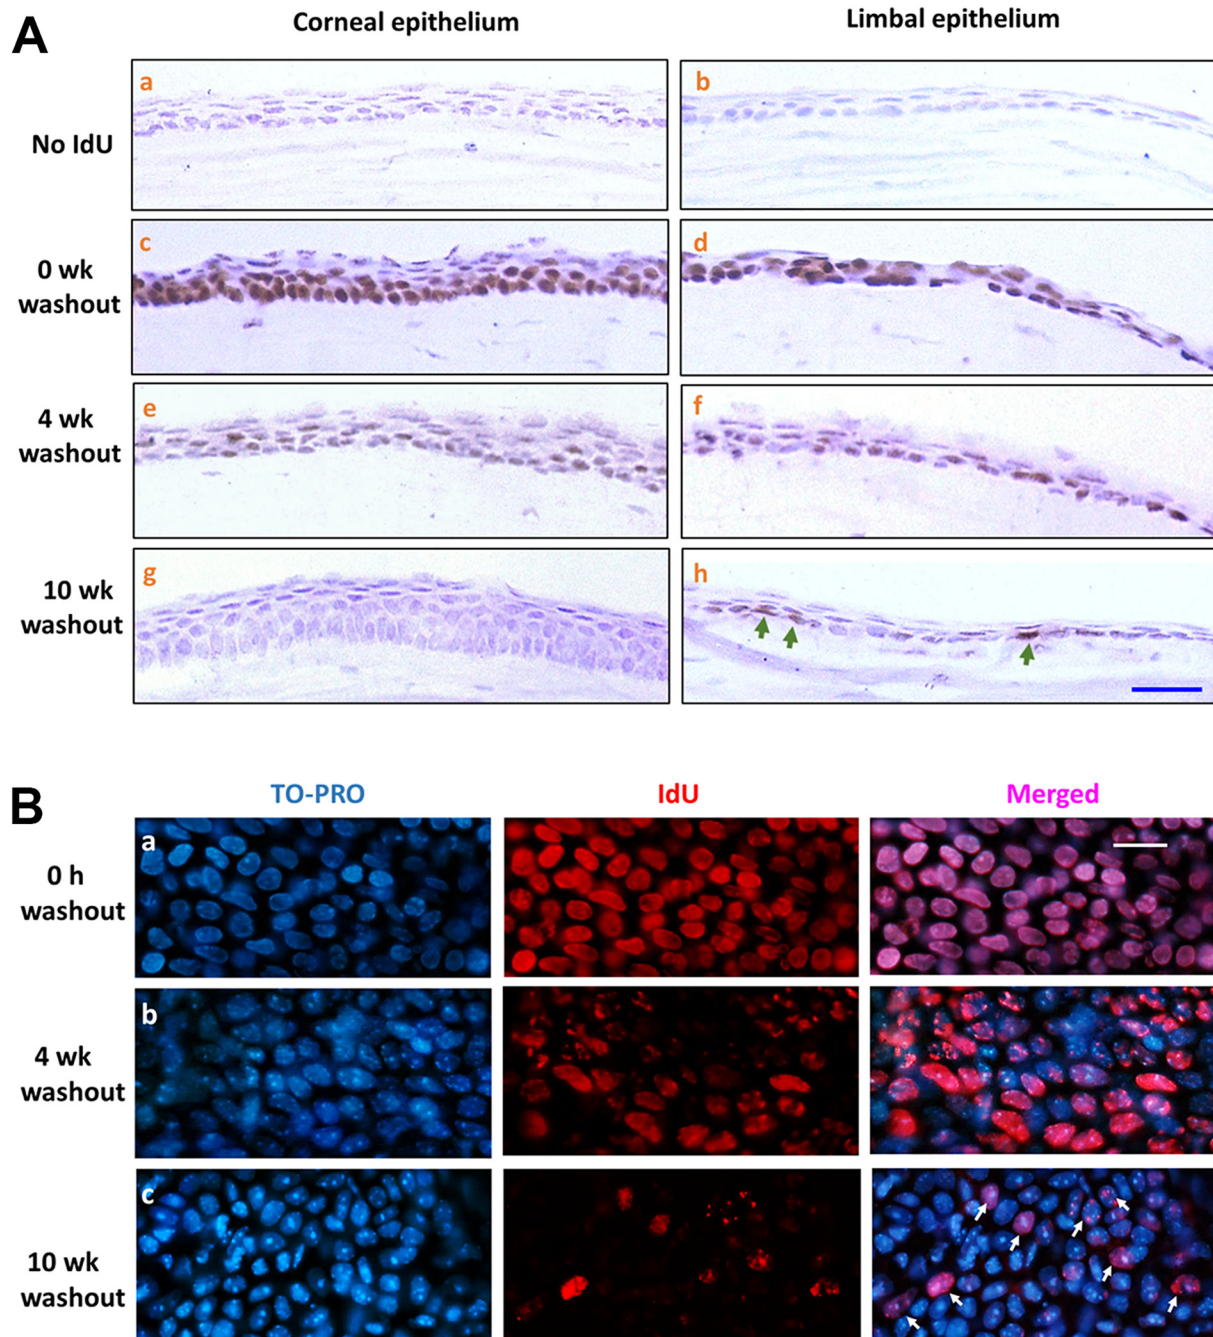 A
Corneal epithelium
Limbal epithelium
No IdU
a
b
0 wk
washout
c
d
4 wk
washout
e
f
10 wk
washout
g
h
B
TO-PRO
IdU
Merged
0 h
washout
a
4 wk
washout
b
10 wk
washout
c